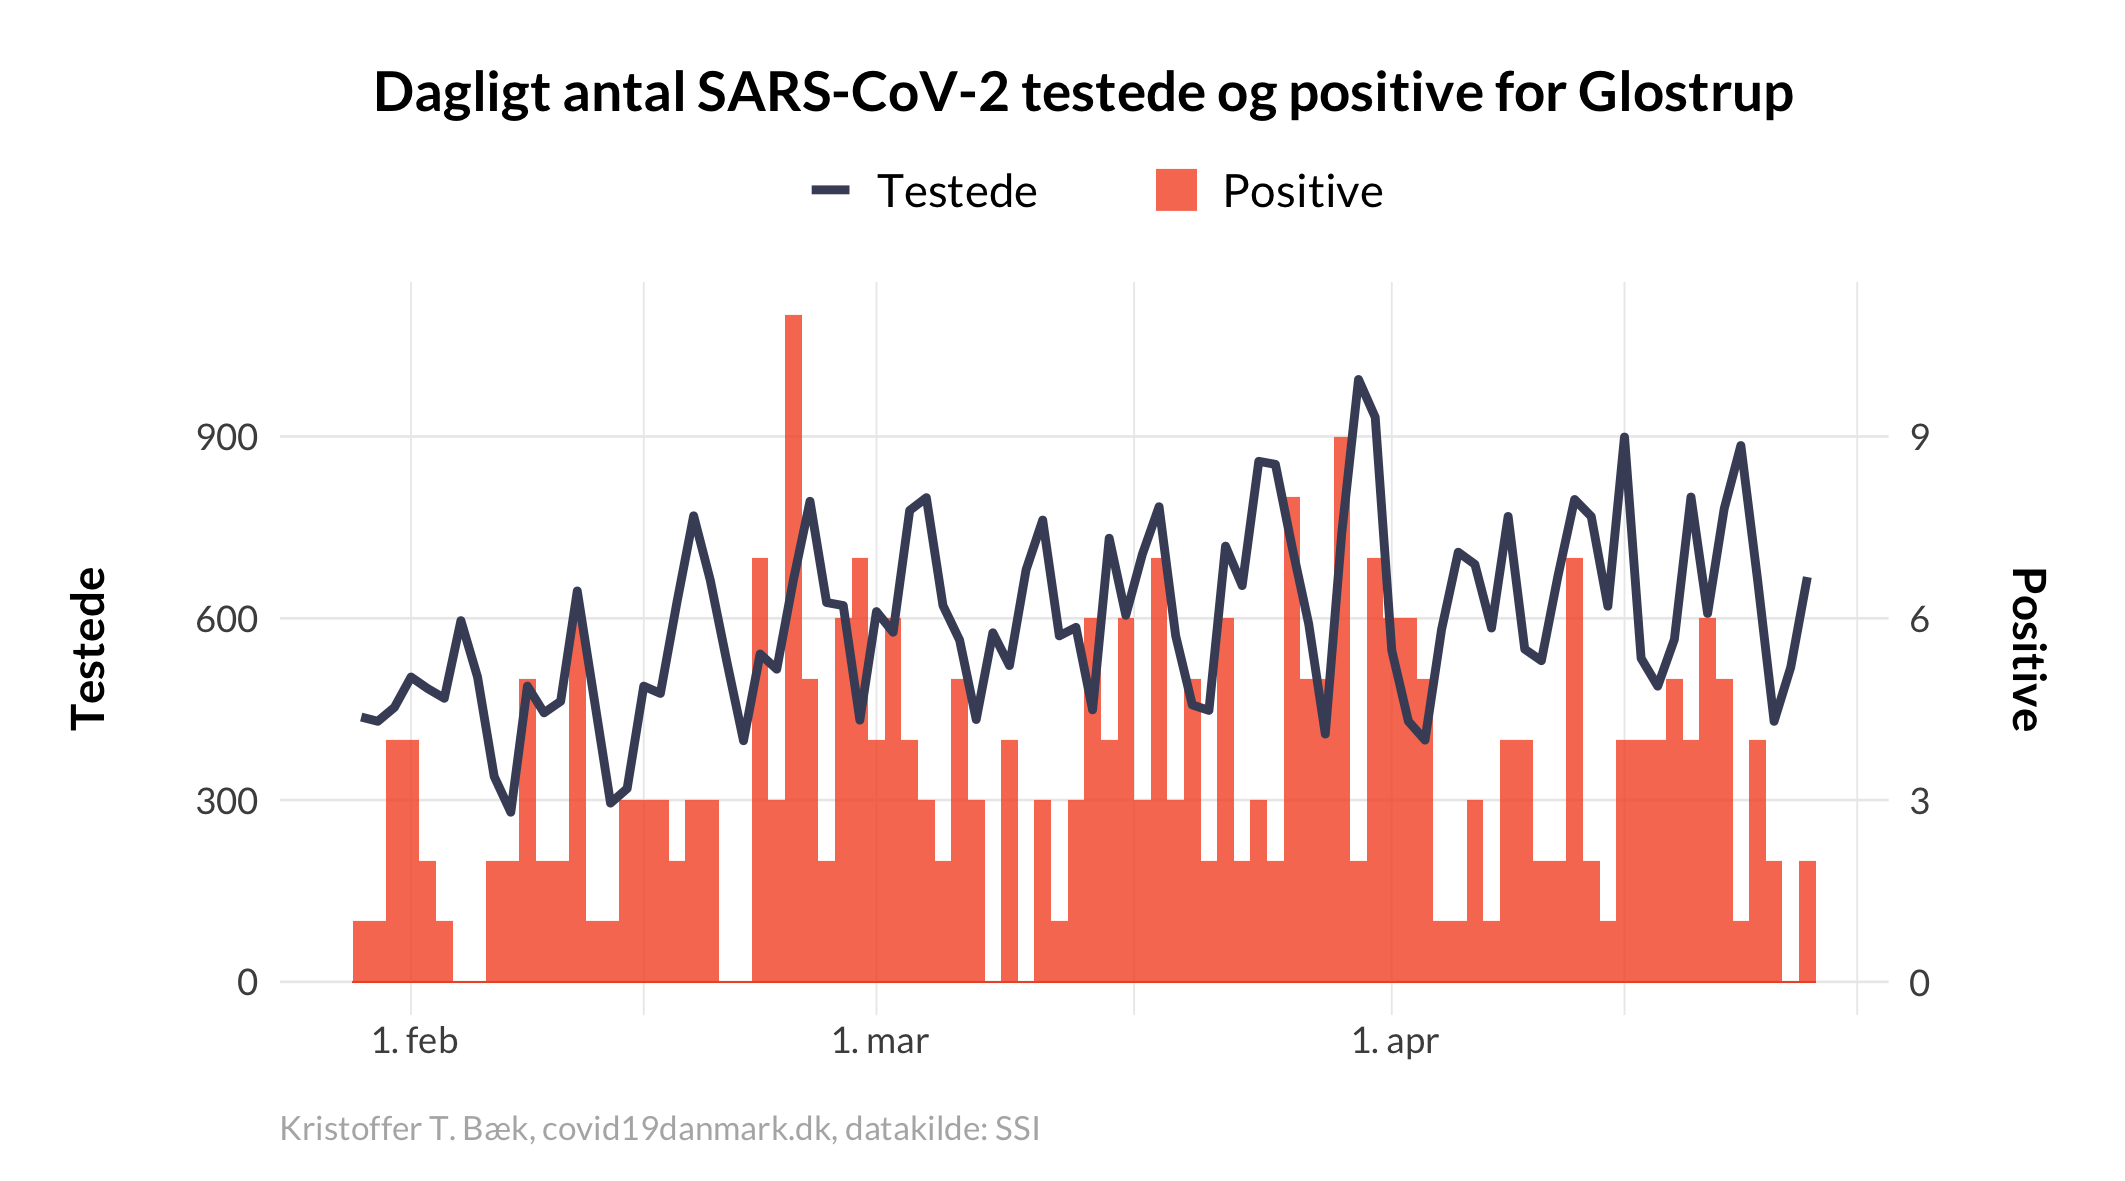 Dagligt antal SARS-CoV-2 testede og positive for Glostrup
Testede
Positive
900
600
300
0
Testede
9
6
3
0
Positive
1. feb
1. mar
1. apr
Kristoffer T. Bæk, covid19danmark.dk, datakilde: SSI